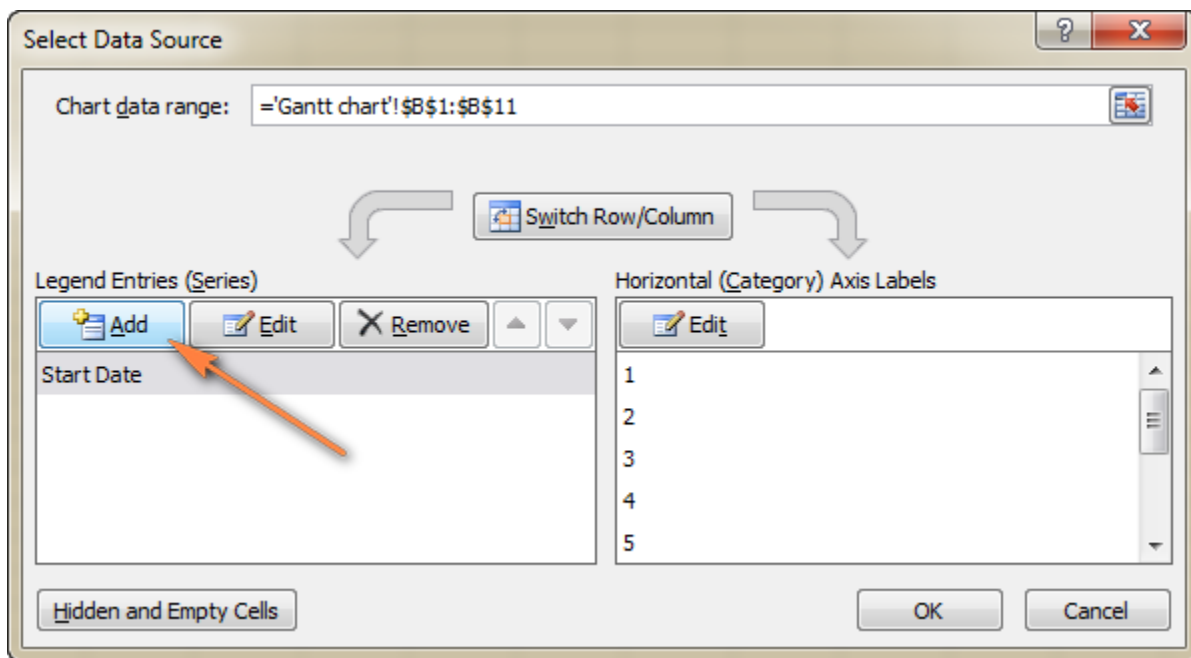 Select Data Source
Chart data range: ='Gantt chart'!$B$1:$B$11
Switch Row/Column
Legend Entries (Series)
Add Edit Remove
Start Date
Horizontal (Category) Axis Labels
Edit
1
2
3
4
5
Hidden and Empty Cells
OK Cancel